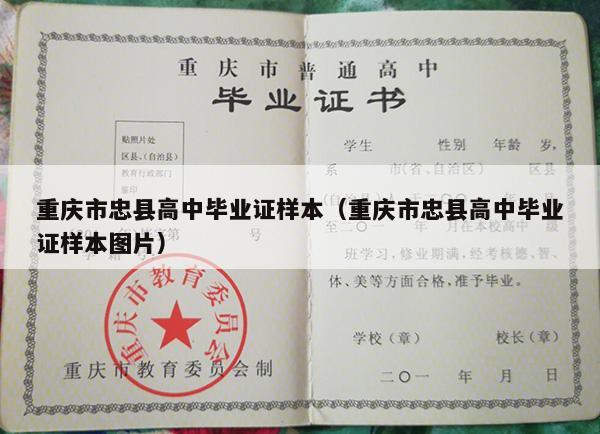 重庆市普通高中
毕业证书
贴照片处
区县、(自治县)
教育行政部门
钢印
重庆市忠县高中毕业证样本（重庆市忠县高中毕业
证样本图片）
号
重庆市教育委员会
重庆市教育委员会制
学生 性别 年龄 岁,
系 市(省、自治区) 区县
至二〇一 年 月在本校高中 级
班学习,修业期满,经考核德、智、
体、美等方面合格,准予毕业。
学校(章) 校长(章)
二〇一 年 月 日